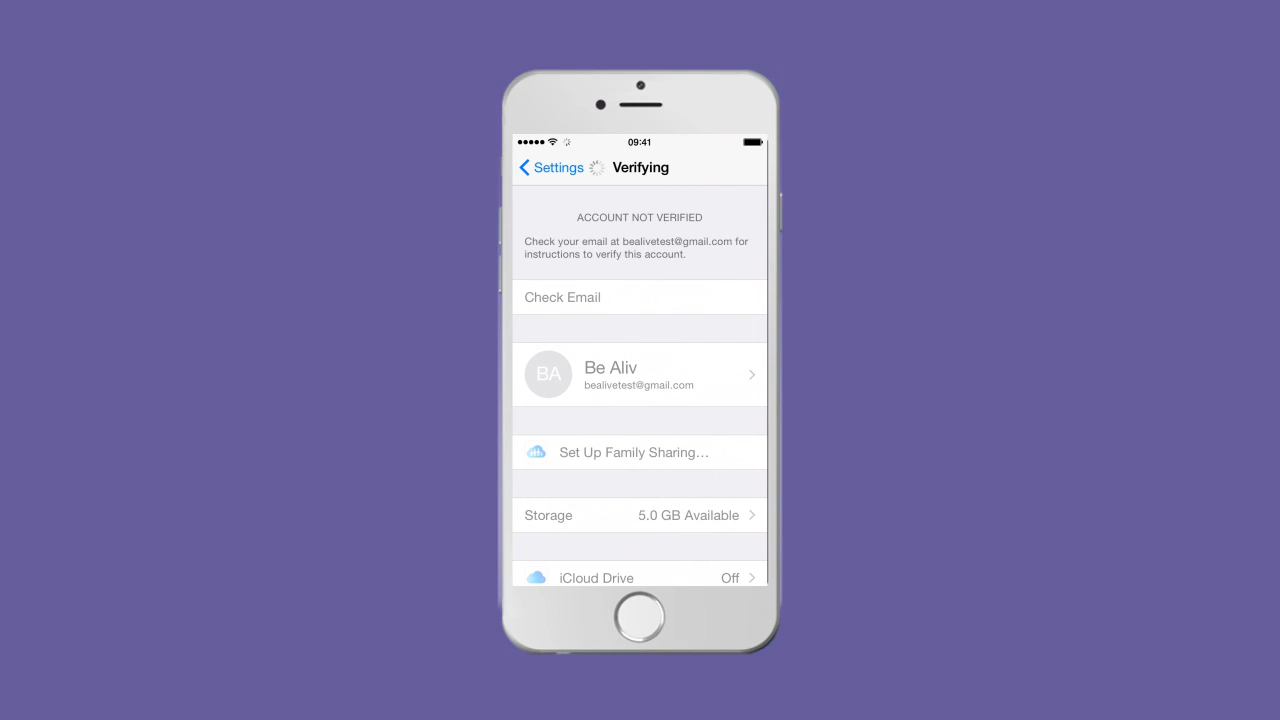 09:41
Settings Verifying
ACCOUNT NOT VERIFIED
Check your email at bealivetest@gmail.com for
instructions to verify this account.
Check Email
BA
Be Aliv
bealivetest@gmail.com
Set Up Family Sharing…
Storage 5.0 GB Available
iCloud Drive Off